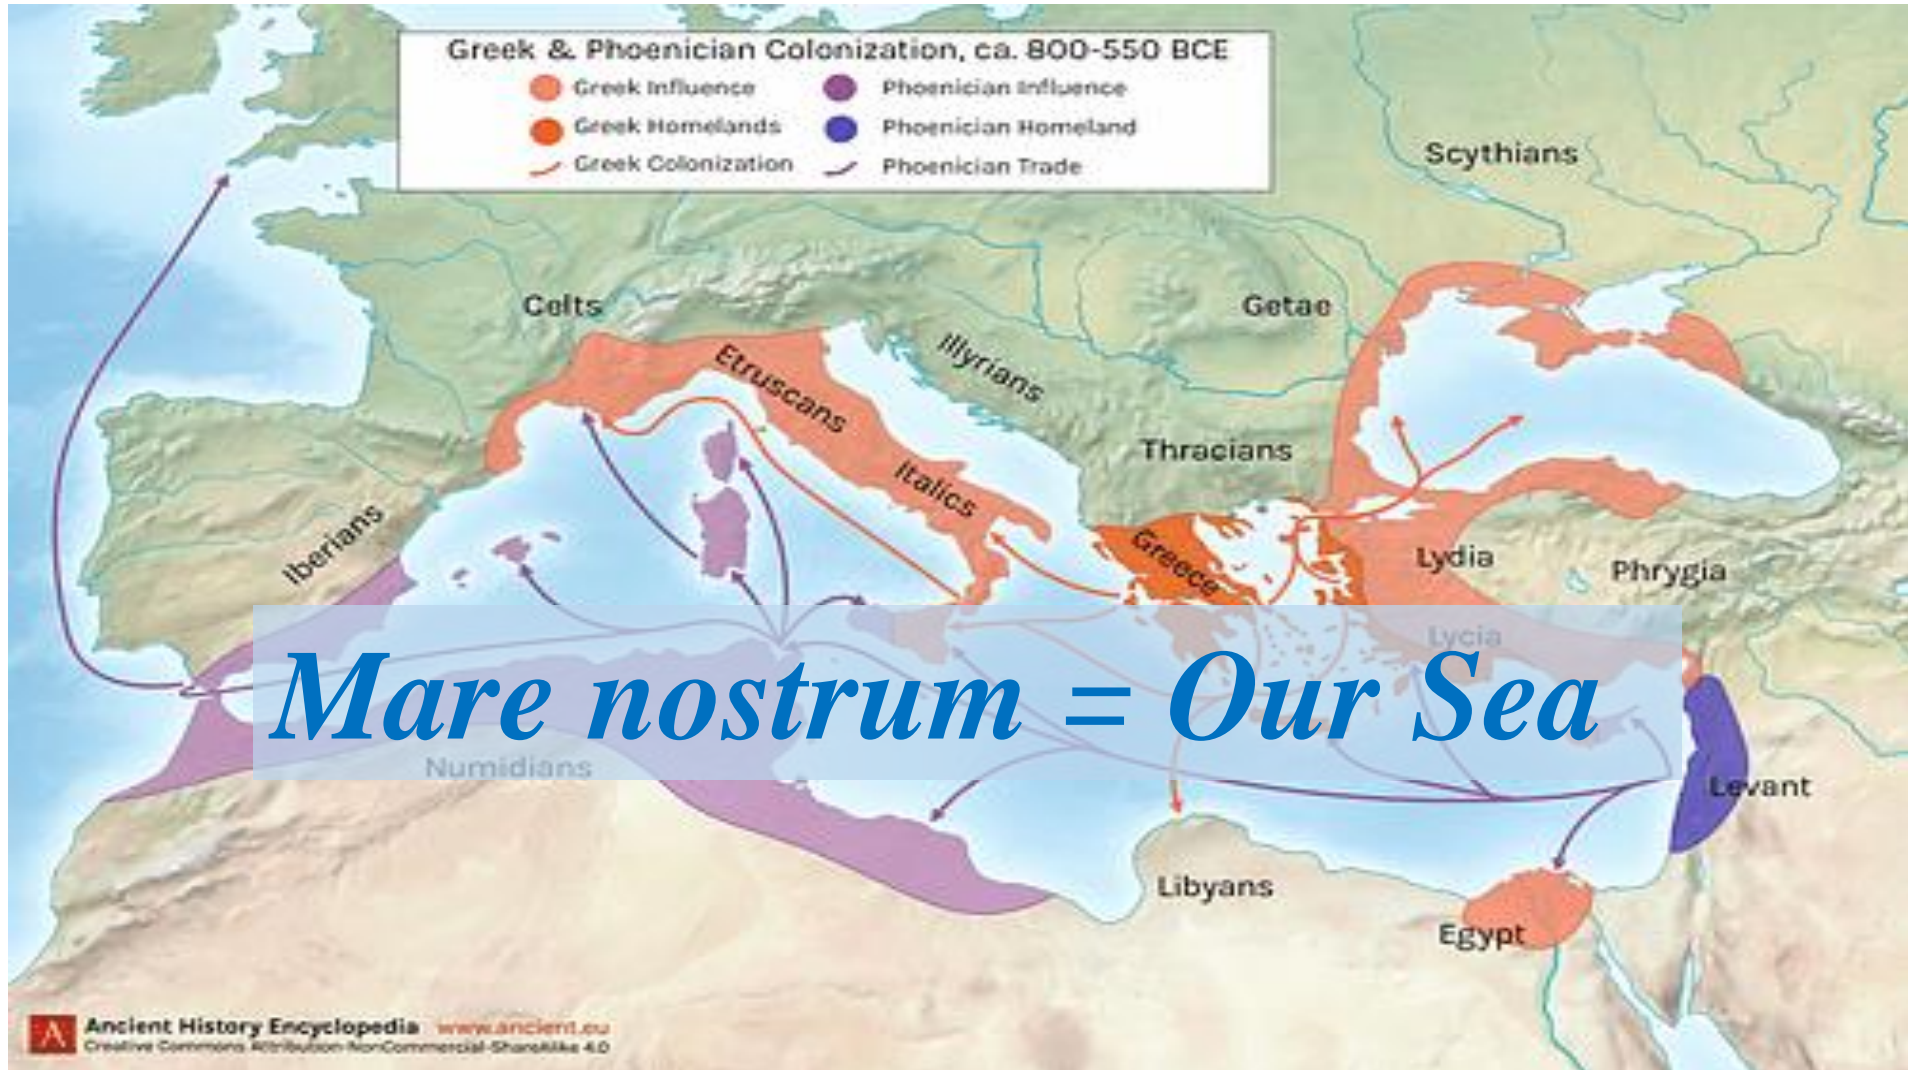 Greek & Phoenician Colonization, ca. 800-550 BCE
Greek Influence
Phoenician Influence
Greek Homelands
Phoenician Homeland
Greek Colonization
Phoenician Trade
Scythians
Celts
Getae
Illyrians
Etruscans
Thracians
Italics
Iberians
Greece
Lydia
Phrygia
Lycia
Mare nostrum = Our Sea
Numidians
Levant
Libyans
Egypt
A
Ancient History Encyclopedia www.ancient.eu
Creative Commons Attribution-NonCommercial-ShareAlike 4.0